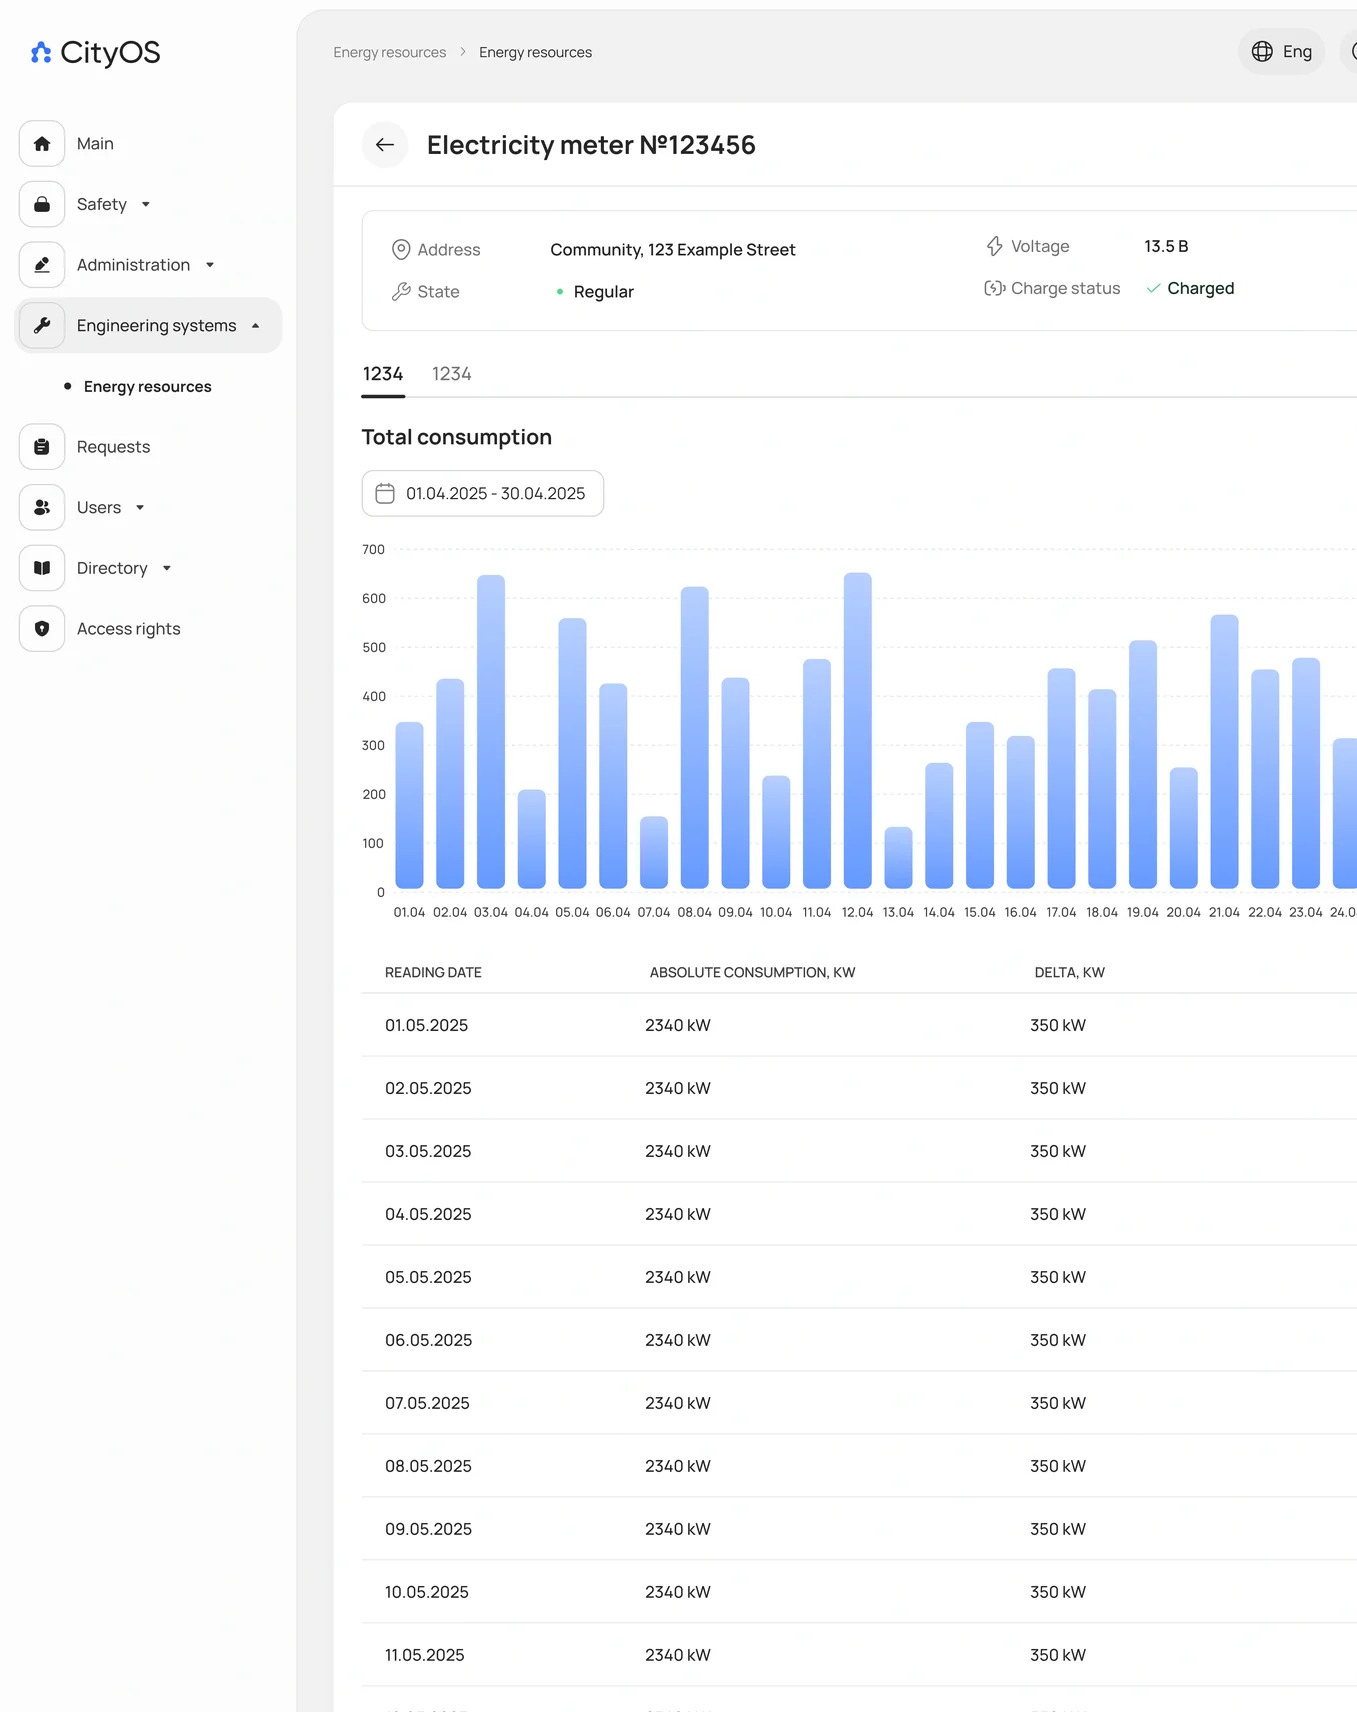 CityOS
Energy resources > Energy resources
Eng
Main
Safety
Administration
Engineering systems
Energy resources
Requests
Users
Directory
Access rights
Electricity meter №123456
Address Community, 123 Example Street
State Regular
Voltage 13.5 B
Charge status Charged
1234 1234
Total consumption
01.04.2025 - 30.04.2025
700
600
500
400
300
200
100
0
01.04 02.04 03.04 04.04 05.04 06.04 07.04 08.04 09.04 10.04 11.04 12.04 13.04 14.04 15.04 16.04 17.04 18.04 19.04 20.04 21.04 22.04 23.04 24.0
READING DATE ABSOLUTE CONSUMPTION, KW DELTA, KW
01.05.2025 2340 kW 350 kW
02.05.2025 2340 kW 350 kW
03.05.2025 2340 kW 350 kW
04.05.2025 2340 kW 350 kW
05.05.2025 2340 kW 350 kW
06.05.2025 2340 kW 350 kW
07.05.2025 2340 kW 350 kW
08.05.2025 2340 kW 350 kW
09.05.2025 2340 kW 350 kW
10.05.2025 2340 kW 350 kW
11.05.2025 2340 kW 350 kW